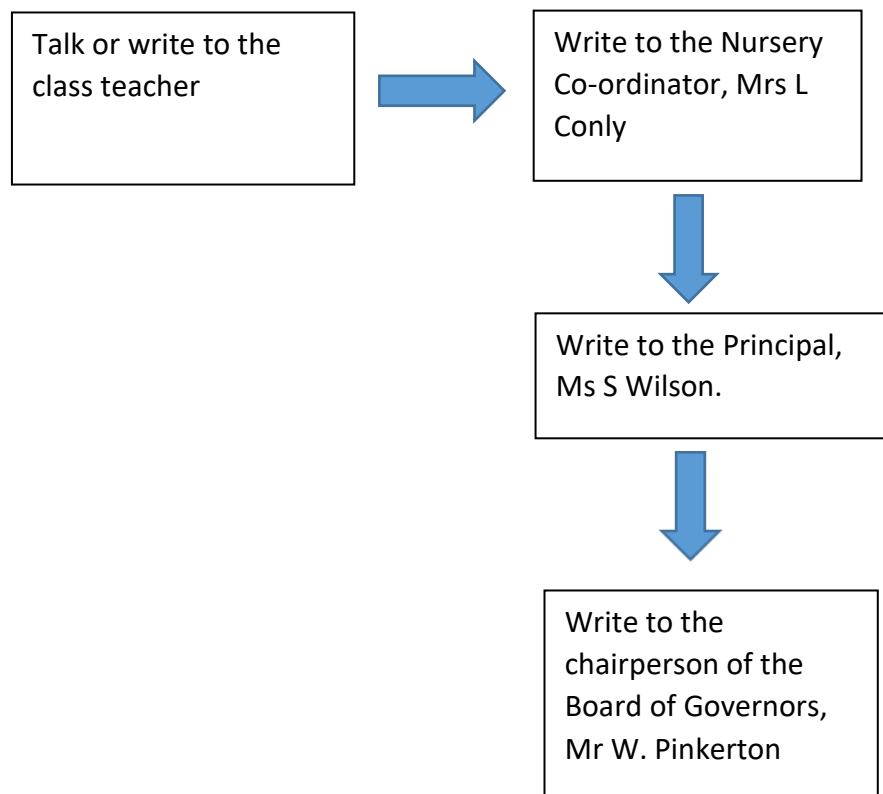 Talk or write to the
class teacher
Write to the Nursery
Co-ordinator, Mrs L
Conly
Write to the Principal,
Ms S Wilson.
Write to the
chairperson of the
Board of Governors,
Mr W. Pinkerton